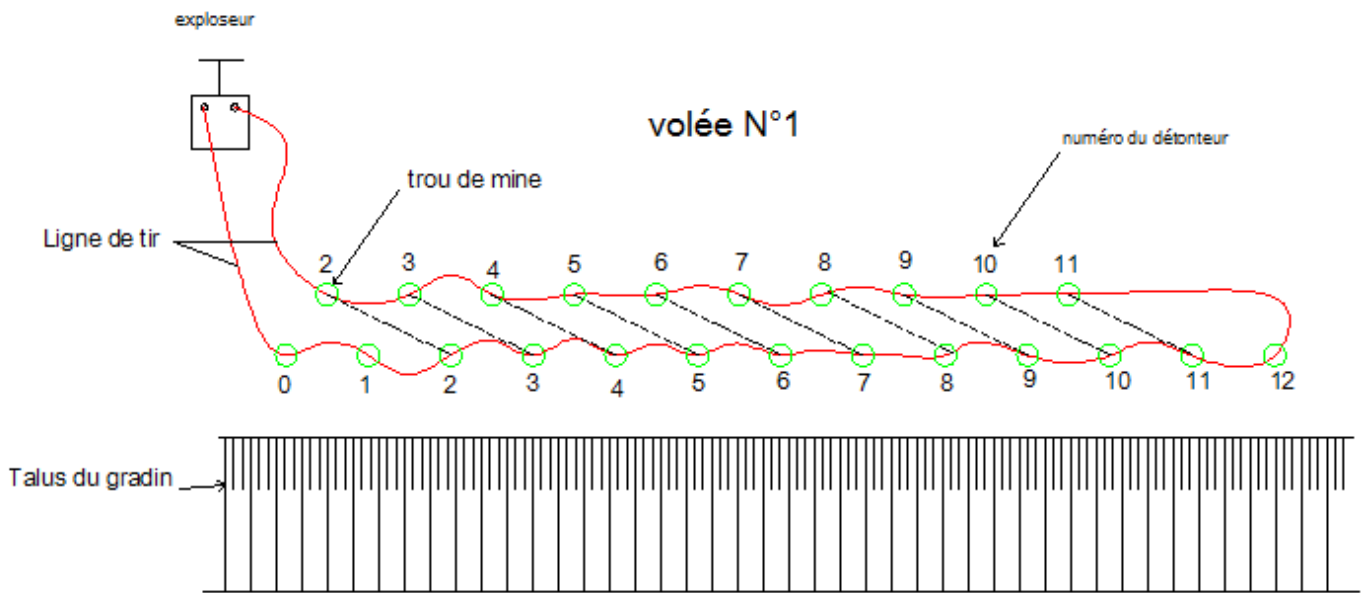 exploseur
volée N°1
numéro du détonteur
trou de mine
Ligne de tir
2 3 4 5 6 7 8 9 10 11
0 1 2 3 4 5 6 7 8 9 10 11 12
Talus du gradin